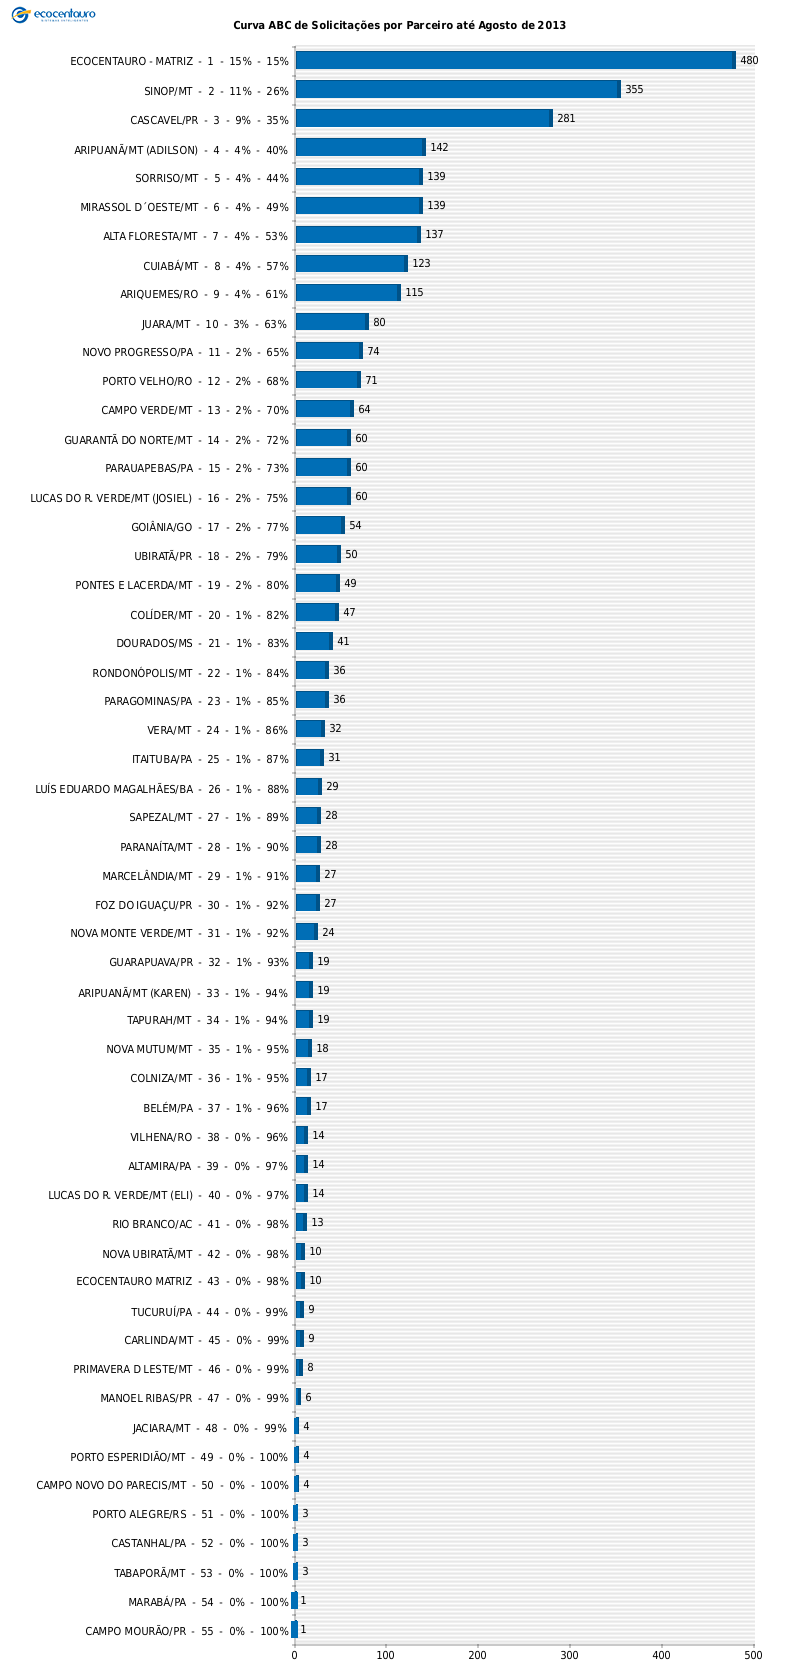 ecocentauro
Curva ABC de Solicitações por Parceiro até Agosto de 2013
ECOCENTAURO - MATRIZ - 1 - 15% - 15% 480
SINOP/MT - 2 - 11% - 26% 355
CASCAVEL/PR - 3 - 9% - 35% 281
ARIPUANÃ/MT (ADILSON) - 4 - 4% - 40% 142
SORRISO/MT - 5 - 4% - 44% 139
MIRASSOL D´OESTE/MT - 6 - 4% - 49% 139
ALTA FLORESTA/MT - 7 - 4% - 53% 137
CUIABÁ/MT - 8 - 4% - 57% 123
ARIQUEMES/RO - 9 - 4% - 61% 115
JUARA/MT - 10 - 3% - 63% 80
NOVO PROGRESSO/PA - 11 - 2% - 65% 74
PORTO VELHO/RO - 12 - 2% - 68% 71
CAMPO VERDE/MT - 13 - 2% - 70% 64
GUARANTÃ DO NORTE/MT - 14 - 2% - 72% 60
PARAUAPEBAS/PA - 15 - 2% - 73% 60
LUCAS DO R. VERDE/MT (JOSIEL) - 16 - 2% - 75% 60
GOIÂNIA/GO - 17 - 2% - 77% 54
UBIRATÃ/PR - 18 - 2% - 79% 50
PONTES E LACERDA/MT - 19 - 2% - 80% 49
COLÍDER/MT - 20 - 1% - 82% 47
DOURADOS/MS - 21 - 1% - 83% 41
RONDONÓPOLIS/MT - 22 - 1% - 84% 36
PARAGOMINAS/PA - 23 - 1% - 85% 36
VERA/MT - 24 - 1% - 86% 32
ITAITUBA/PA - 25 - 1% - 87% 31
LUÍS EDUARDO MAGALHÃES/BA - 26 - 1% - 88% 29
SAPEZAL/MT - 27 - 1% - 89% 28
PARANAÍTA/MT - 28 - 1% - 90% 28
MARCELÂNDIA/MT - 29 - 1% - 91% 27
FOZ DO IGUAÇU/PR - 30 - 1% - 92% 27
NOVA MONTE VERDE/MT - 31 - 1% - 92% 24
GUARAPUAVA/PR - 32 - 1% - 93% 19
ARIPUANÃ/MT (KAREN) - 33 - 1% - 94% 19
TAPURAH/MT - 34 - 1% - 94% 19
NOVA MUTUM/MT - 35 - 1% - 95% 18
COLNIZA/MT - 36 - 1% - 95% 17
BELÉM/PA - 37 - 1% - 96% 17
VILHENA/RO - 38 - 0% - 96% 14
ALTAMIRA/PA - 39 - 0% - 97% 14
LUCAS DO R. VERDE/MT (ELI) - 40 - 0% - 97% 14
RIO BRANCO/AC - 41 - 0% - 98% 13
NOVA UBIRATÃ/MT - 42 - 0% - 98% 10
ECOCENTAURO MATRIZ - 43 - 0% - 98% 10
TUCURUÍ/PA - 44 - 0% - 99% 9
CARLINDA/MT - 45 - 0% - 99% 9
PRIMAVERA D LESTE/MT - 46 - 0% - 99% 8
MANOEL RIBAS/PR - 47 - 0% - 99% 6
JACIARA/MT - 48 - 0% - 99% 4
PORTO ESPERIDIÃO/MT - 49 - 0% - 100% 4
CAMPO NOVO DO PARECIS/MT - 50 - 0% - 100% 4
PORTO ALEGRE/RS - 51 - 0% - 100% 3
CASTANHAL/PA - 52 - 0% - 100% 3
TABAPORÃ/MT - 53 - 0% - 100% 3
MARABÁ/PA - 54 - 0% - 100% 1
CAMPO MOURÃO/PR - 55 - 0% - 100% 1
0 100 200 300 400 500